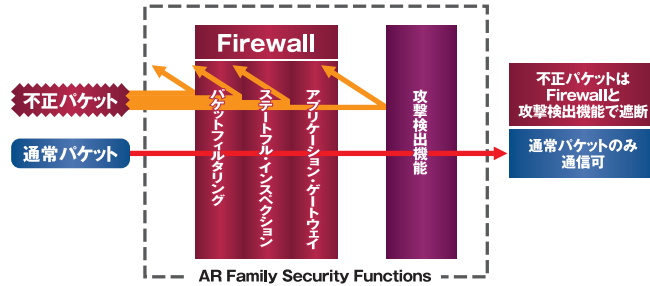 Firewall
不正パケット
通常パケット
パケットフィルタリング
ステートフル・インスペクション
アプリケーション・ゲートウェイ
攻撃検出機能
不正パケットは
Firewallと
攻撃検出機能で遮断
通常パケットのみ
通信可
AR Family Security Functions